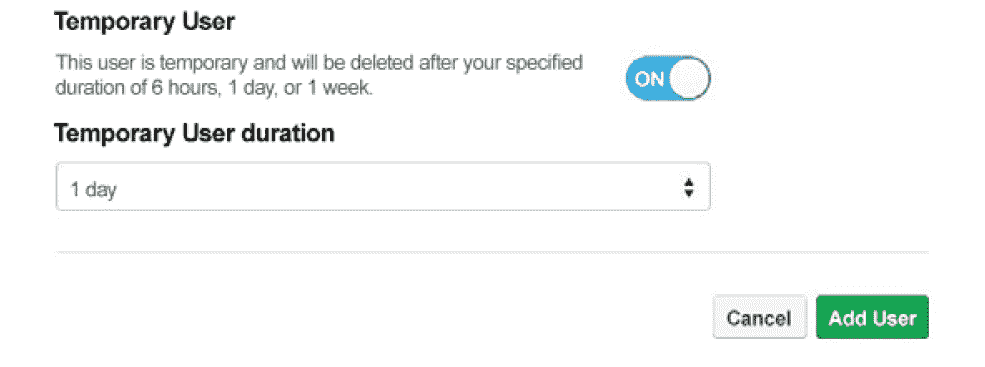 Temporary User
This user is temporary and will be deleted after your specified
duration of 6 hours, 1 day, or 1 week.
ON
Temporary User duration
1 day
Cancel
Add User